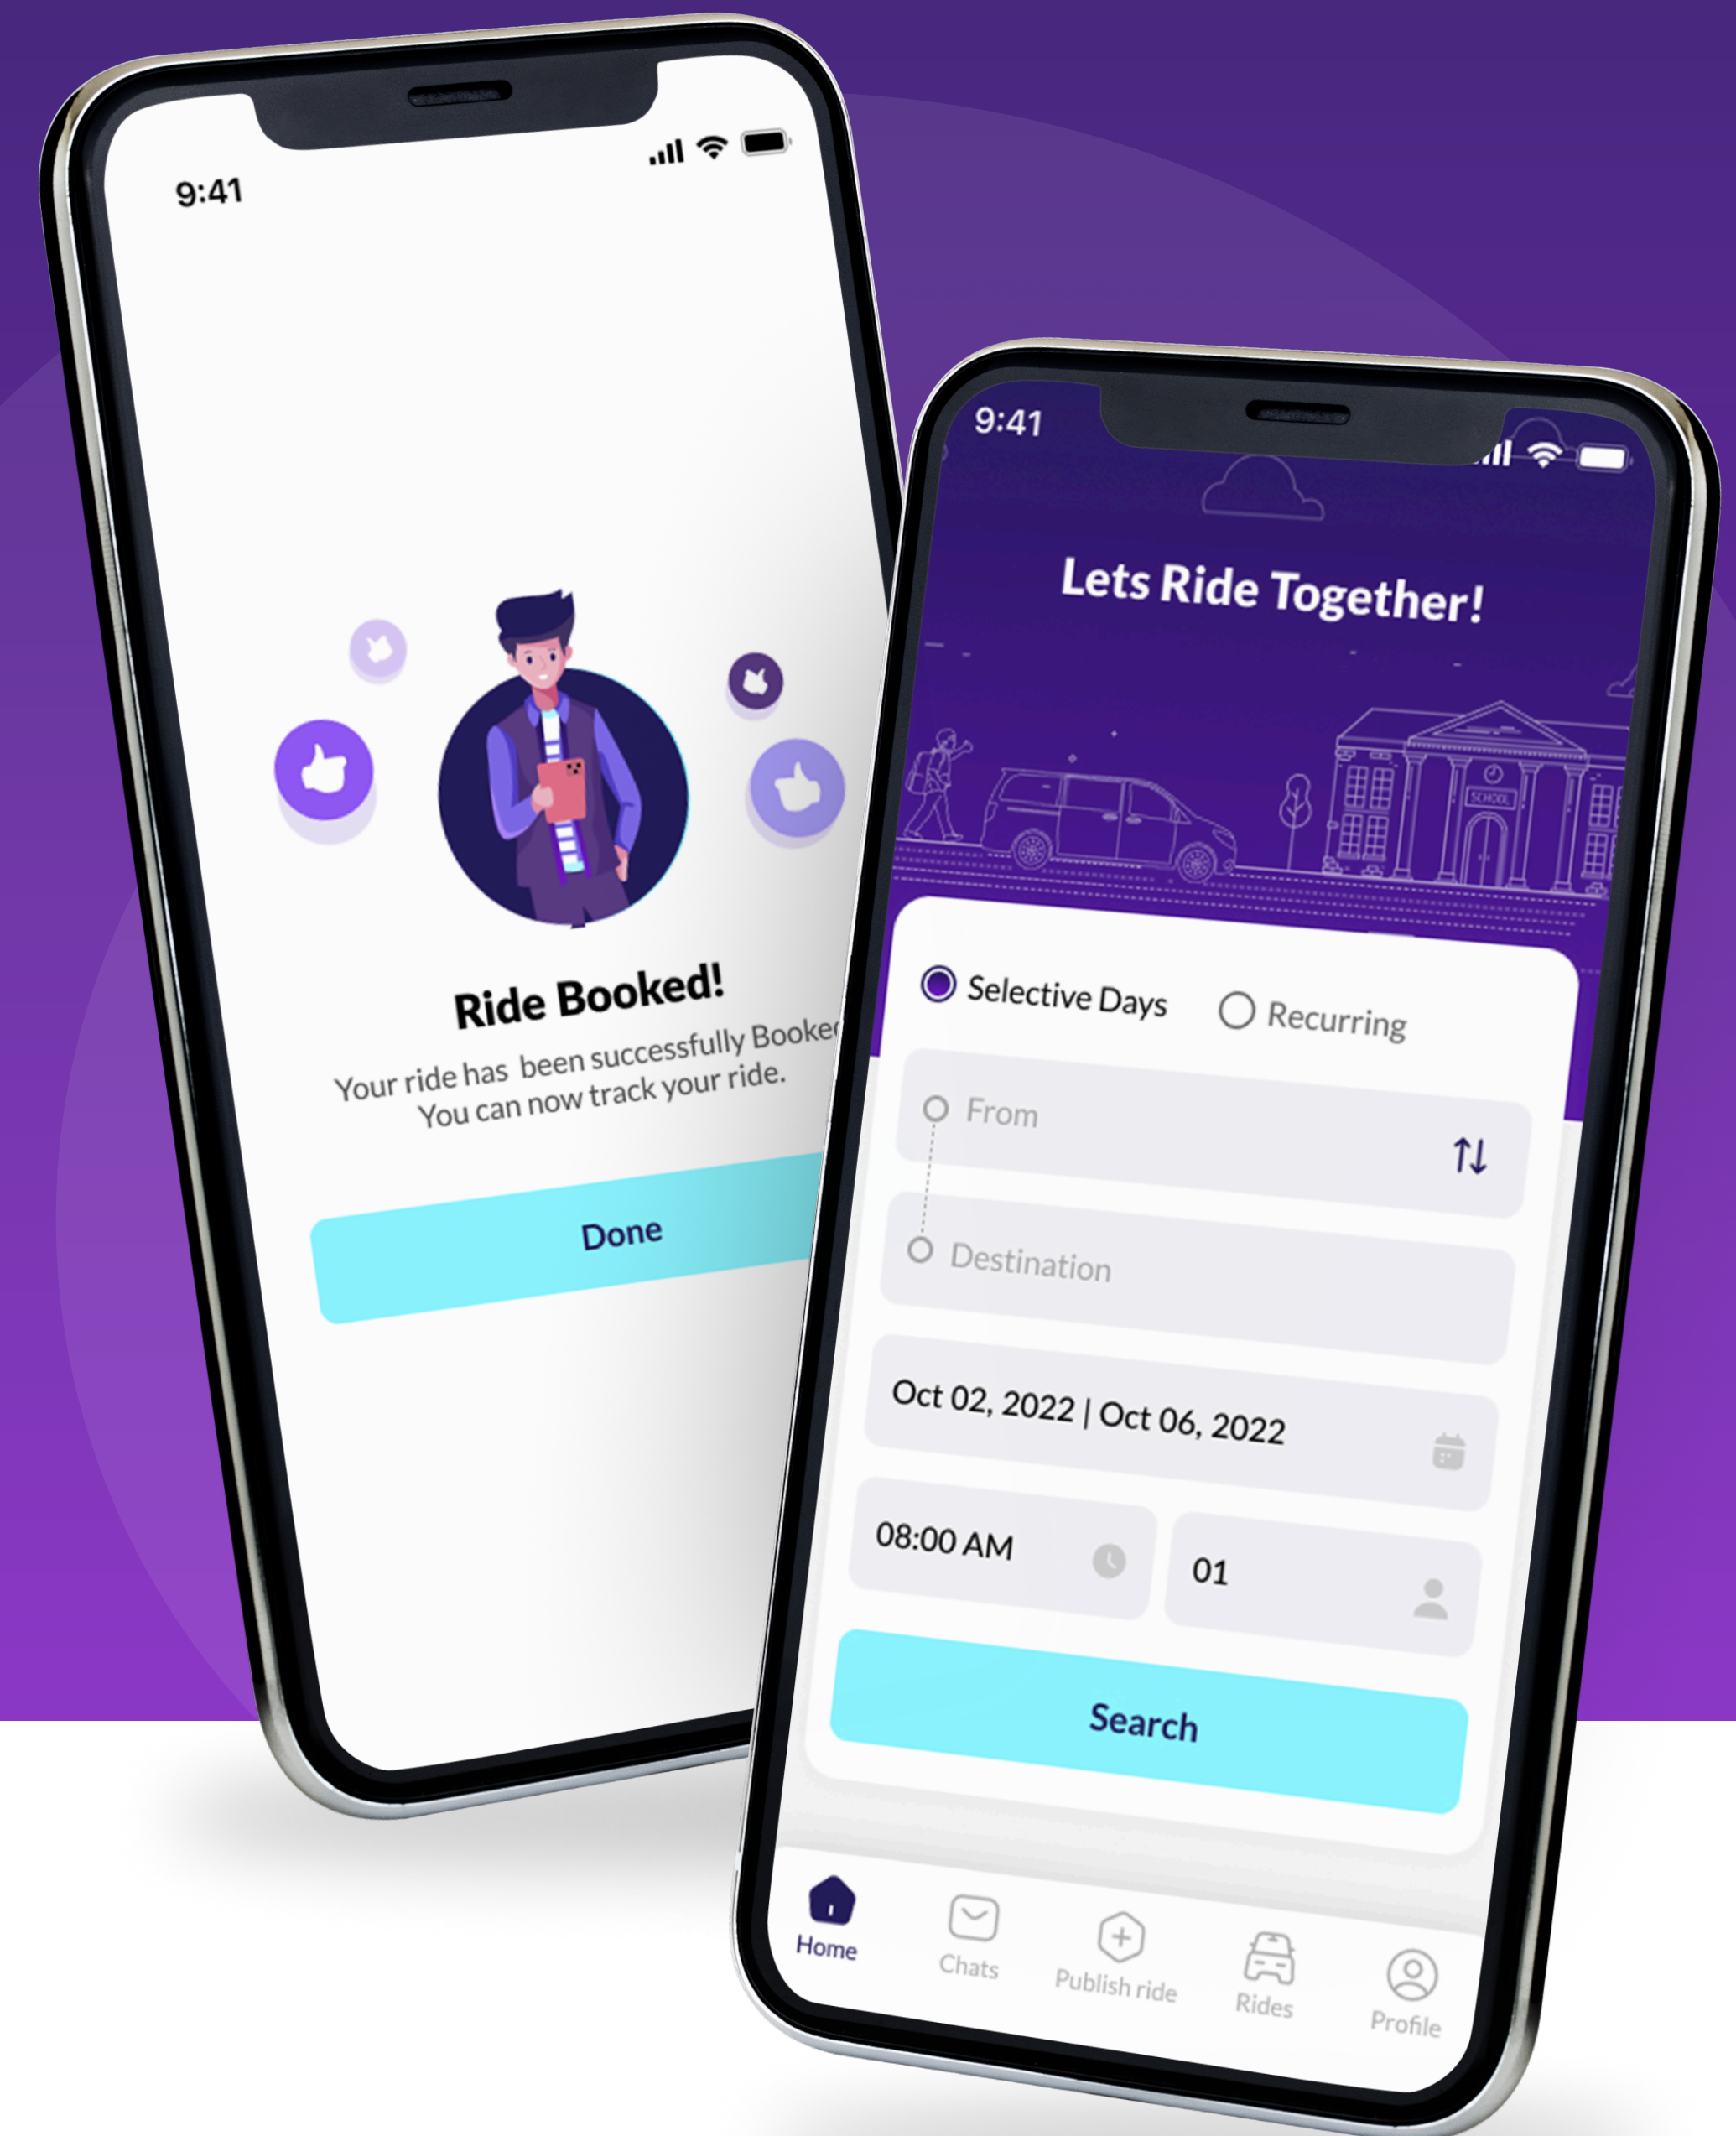 9:41
Ride Booked!
Your ride has been successfully
You can now track your ride.
Done
9:41
Lets Ride Together!
SCHOOL
Selective Days
Recurring
From
Destination
Oct 02, 2022 | Oct 06, 2022
08:00 AM
01
Search
Home
Chats
Publish ride
Rides
Profile